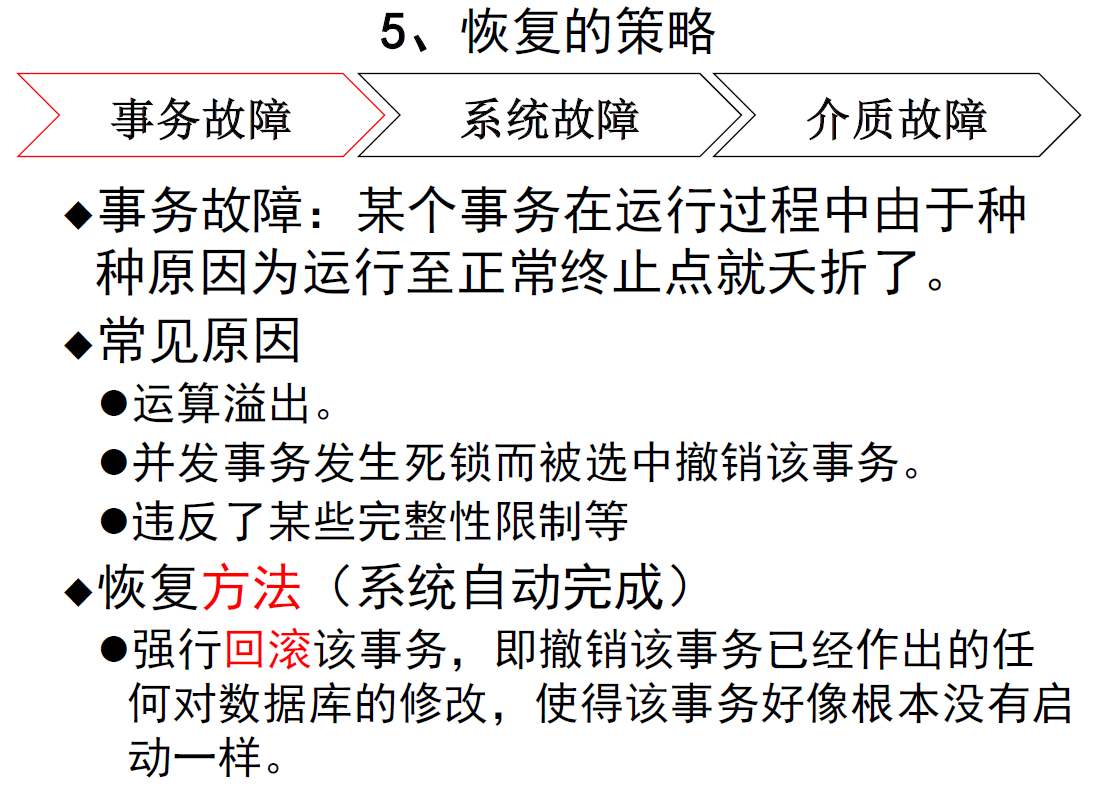 5、恢复的策略
事务故障 系统故障 介质故障
◆事务故障：某个事务在运行过程中由于种
种原因为运行至正常终止点就夭折了。
◆常见原因
●运算溢出。
●并发事务发生死锁而被选中撤销该事务。
●违反了某些完整性限制等
◆恢复方法（系统自动完成）
●强行回滚该事务，即撤销该事务已经作出的任
何对数据库的修改，使得该事务好像根本没有启
动一样。